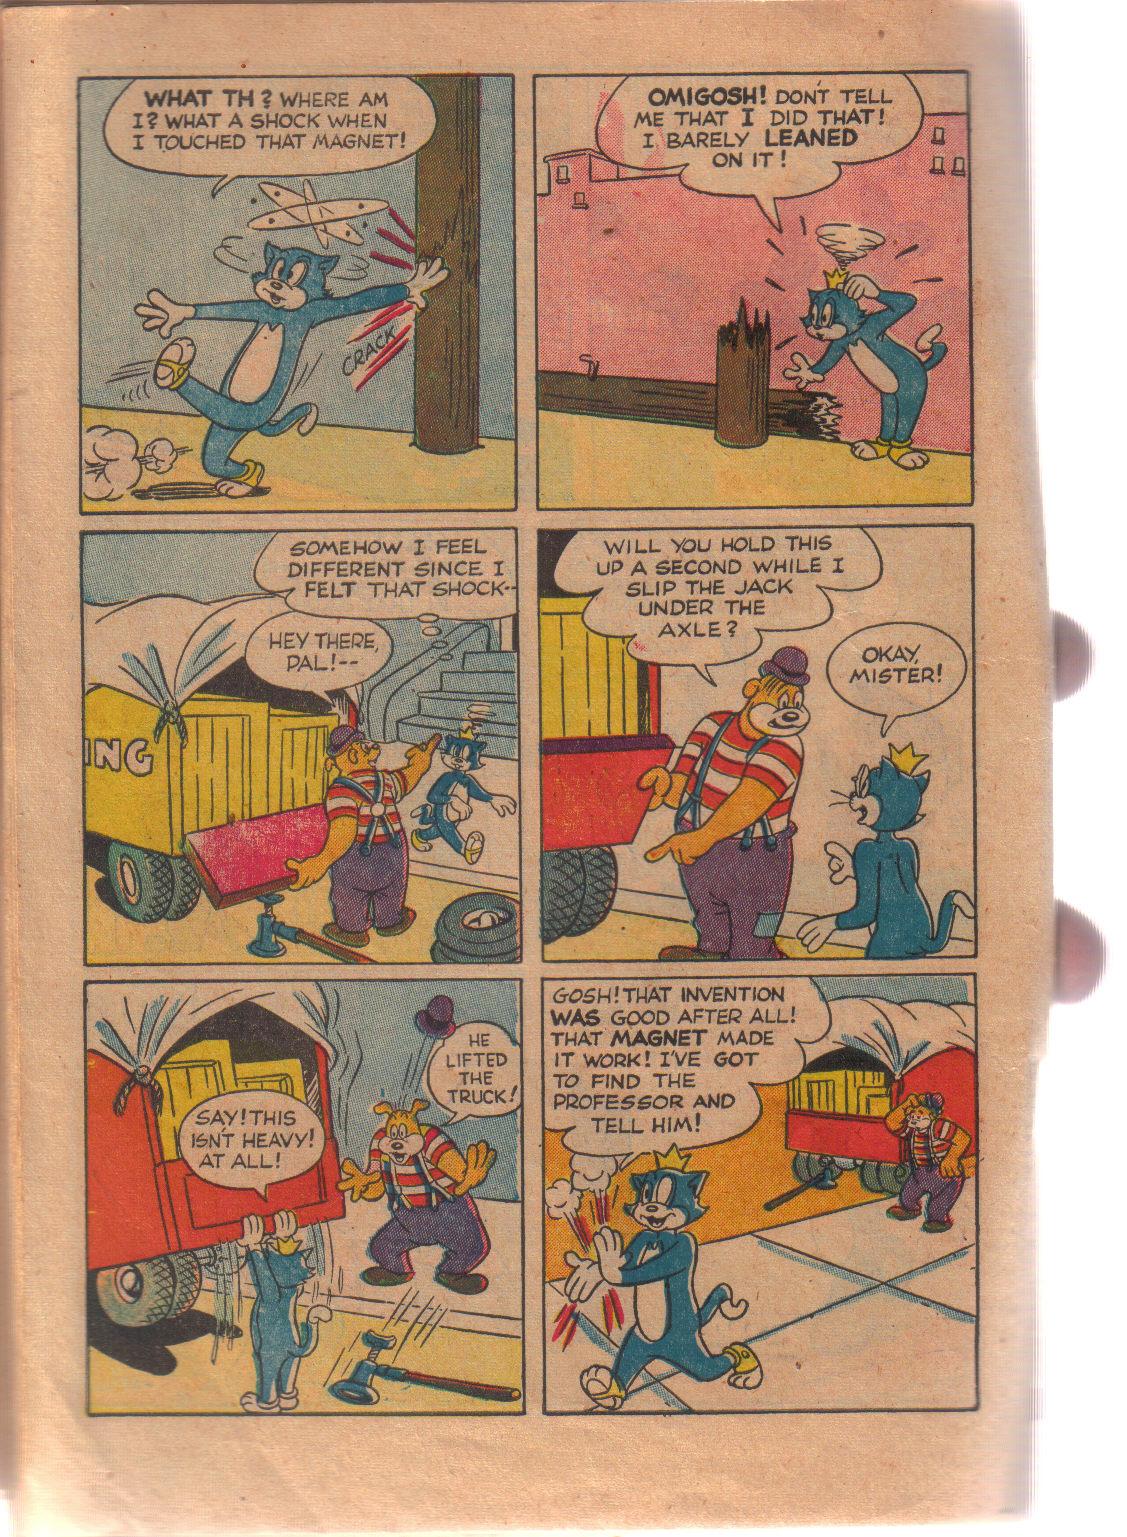 WHAT TH? WHERE AM
I? WHAT A SHOCK WHEN
I TOUCHED THAT MAGNET!
CRACK
OMIGOSH! DON'T TELL
ME THAT I DID THAT!
I BARELY LEANED
ON IT!
SOMEHOW I FEEL
DIFFERENT SINCE I
FELT THAT SHOCK--
HEY THERE,
PAL!--
ING
WILL YOU HOLD THIS
UP A SECOND WHILE I
SLIP THE JACK
UNDER THE
AXLE?
OKAY,
MISTER!
SAY! THIS
ISN'T HEAVY!
AT ALL!
HE
LIFTED
THE
TRUCK!
GOSH! THAT INVENTION
WAS GOOD AFTER ALL!
THAT MAGNET MADE
IT WORK! I'VE GOT
TO FIND THE
PROFESSOR AND
TELL HIM!